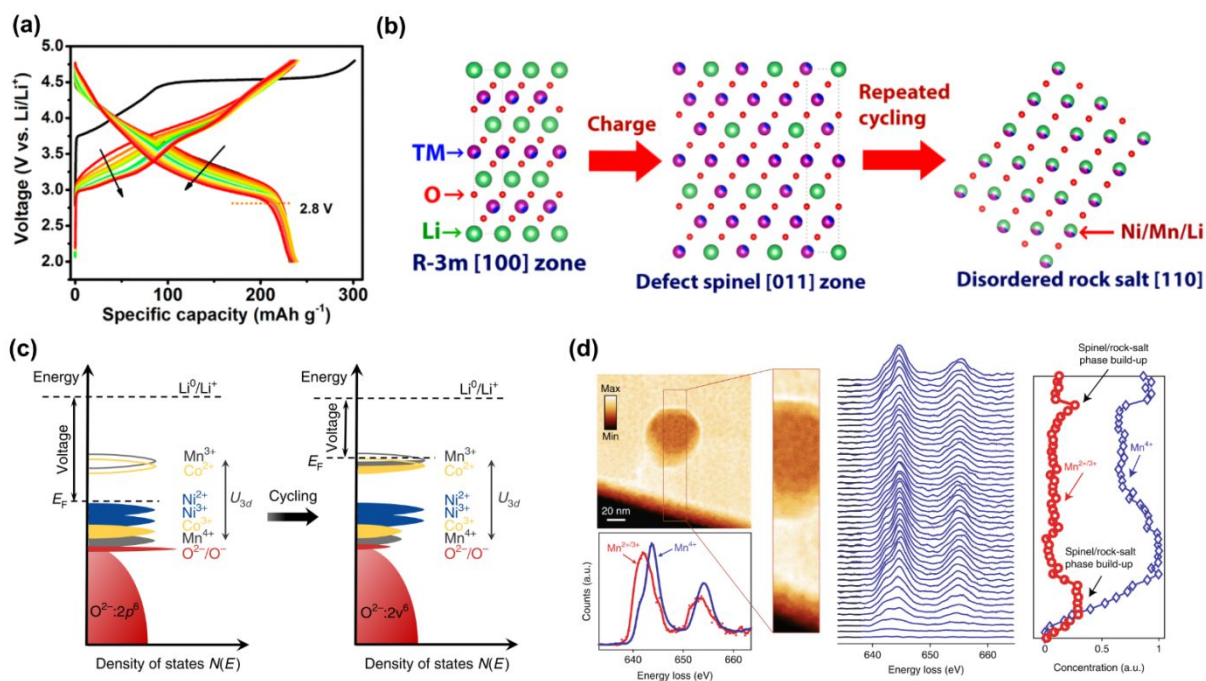 (a)
5.0
4.5
4.0
3.5
3.0
2.5
2.0
Voltage (V vs. Li/Li⁺)
2.8 V
0 50 100 150 200 250 300
Specific capacity (mAh g⁻¹)
(b)
TM→
O→
Li→
R-3m [100] zone
Charge
Defect spinel [011] zone
Repeated
cycling
Ni/Mn/Li
Disordered rock salt [110]
(c)
Energy
Li⁰/Li⁺
Voltage
E_F
Mn³⁺
Co²⁺
Ni²⁺
Ni³⁺
Co³⁺
Mn⁴⁺
O²⁻/O⁻
U₃d
O²⁻:2p⁶
Density of states N(E)
Cycling
Energy
Li⁰/Li⁺
Voltage
E_F
Mn³⁺
Co²⁺
Ni²⁺
Ni³⁺
Co³⁺
Mn⁴⁺
O²⁻/O⁻
U₃d
O²⁻:2v⁶
Density of states N(E)
(d)
Max
Min
20 nm
Mn²⁺/³⁺
Mn⁴⁺
Counts (a.u.)
640 650 660
Energy loss (eV)
640 650 660
Energy loss (eV)
Spinel/rock-salt
phase build-up
Mn⁴⁺
Mn²⁺/³⁺
Spinel/rock-salt
phase build-up
0 0.5 1
Concentration (a.u.)